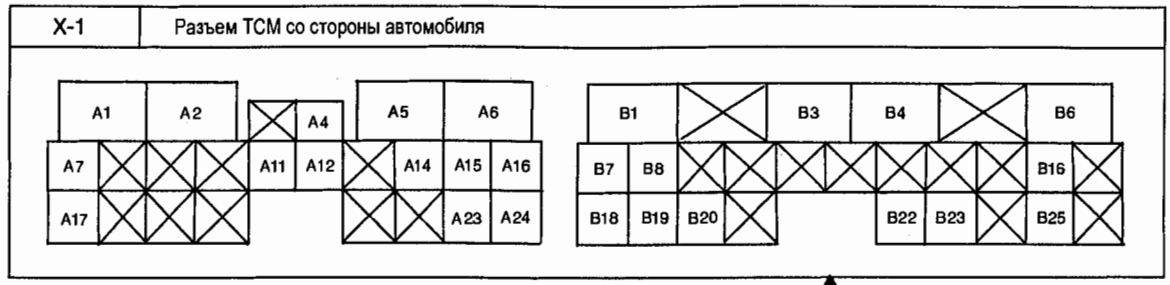 X-1 Разъем TCM со стороны автомобиля
A1 A2 A4 A5 A6 B1 B3 B4 B6
A7 A11 A12 A14 A15 A16 B7 B8 B16
A17 A23 A24 B18 B19 B20 B22 B23 B25